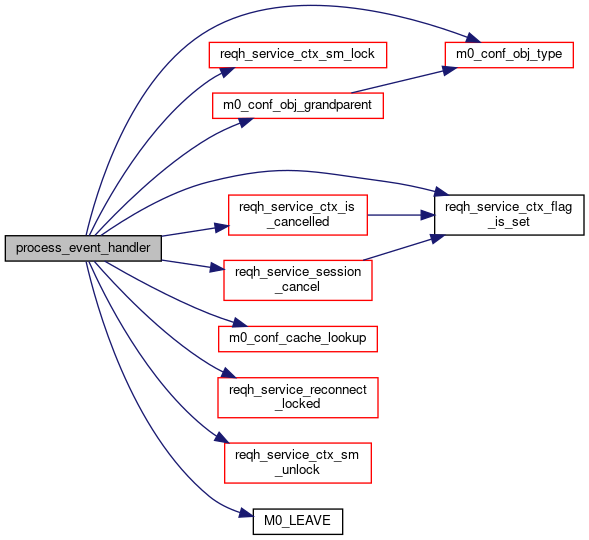 reqh_service_ctx_sm_lock
m0_conf_obj_type
m0_conf_obj_grandparent
reqh_service_ctx_is
_cancelled
reqh_service_ctx_flag
_is_set
process_event_handler
reqh_service_session
_cancel
m0_conf_cache_lookup
reqh_service_reconnect
_locked
reqh_service_ctx_sm
_unlock
M0_LEAVE